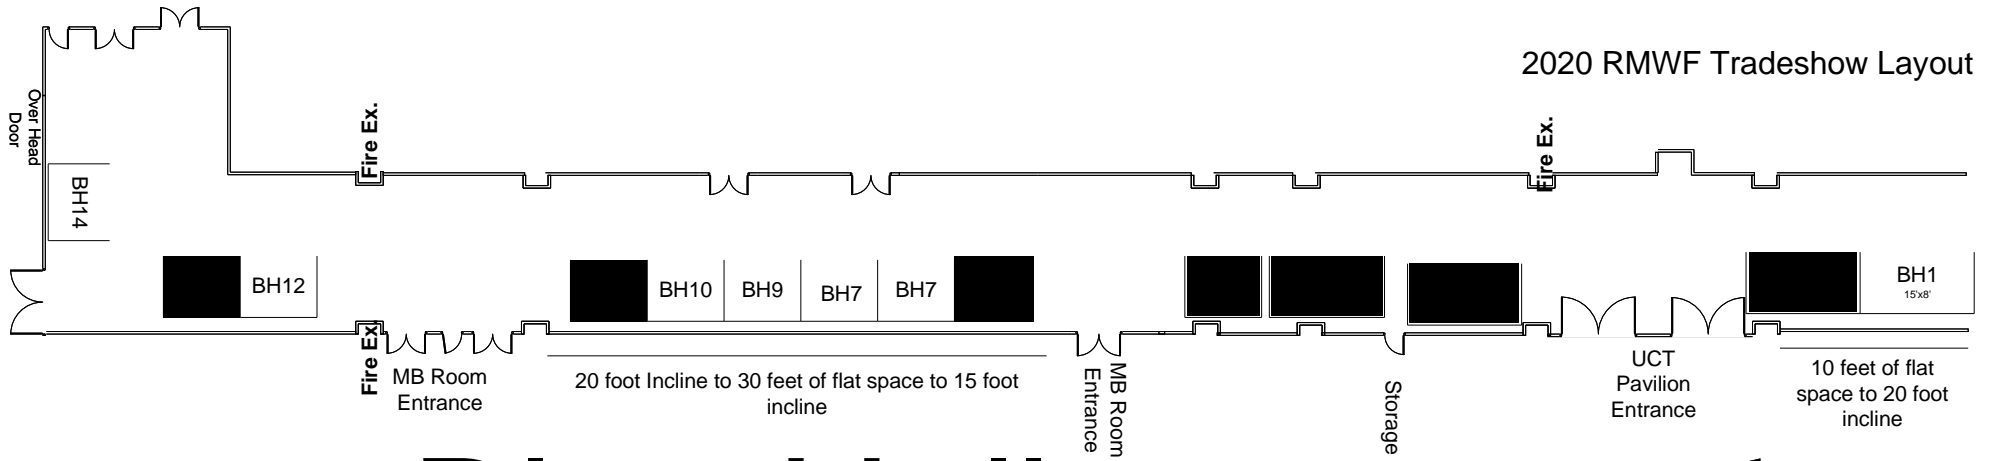 2020 RMWF Tradeshow Layout
Over Head
Door
Fire Ex.
Fire Ex.
BH14
BH12
BH10
BH9
BH7
BH7
BH1
15'x8'
Fire Ex.
MB Room
Entrance
20 foot Incline to 30 feet of flat space to 15 foot
incline
MB Room
Entrance
Storage
UCT
Pavilion
Entrance
10 feet of flat
space to 20 foot
incline